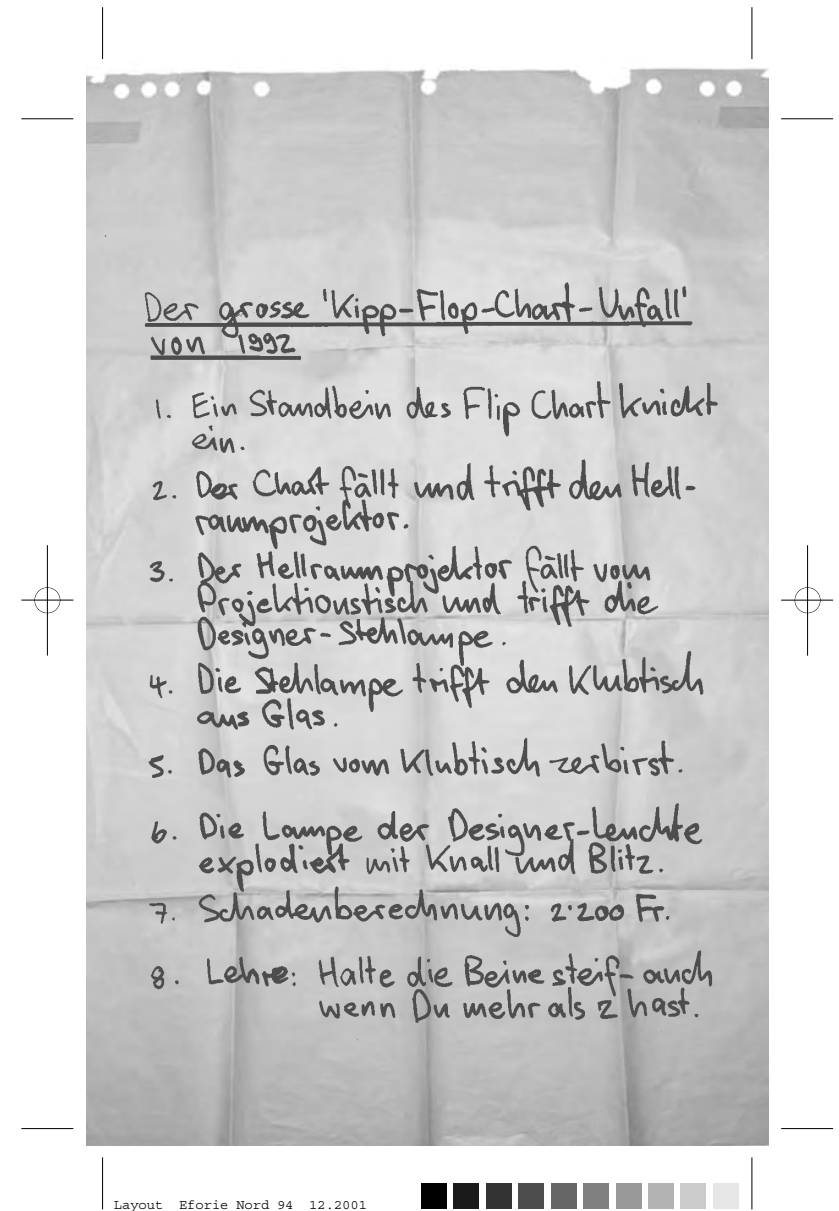 Der grosse 'Kipp-Flop-Chart-Unfall'
von 1992
1. Ein Standbein des Flip Chart knickt
ein.
2. Der Chart fällt und trifft den Hell-
raumprojektor.
3. Der Hellraumprojektor fällt vom
Projektionstisch und trifft die
Designer-Stehlampe.
4. Die Stehlampe trifft den Klubtisch
aus Glas.
5. Das Glas vom Klubtisch zerbirst.
6. Die Lampe der Designer-Leuchte
explodiert mit Knall und Blitz.
7. Schadenberechnung: 2'200 Fr.
8. Lehre: Halte die Beine steif- auch
wenn Du mehr als 2 hast.
Layout Eforie Nord 94 12.2001